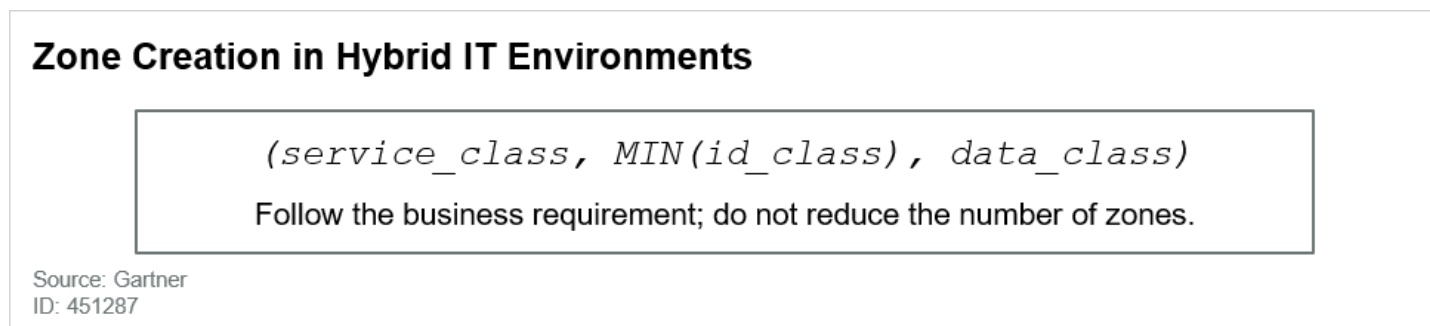 Zone Creation in Hybrid IT Environments
(service_class, MIN(id_class), data_class)
Follow the business requirement; do not reduce the number of zones.
Source: Gartner
ID: 451287